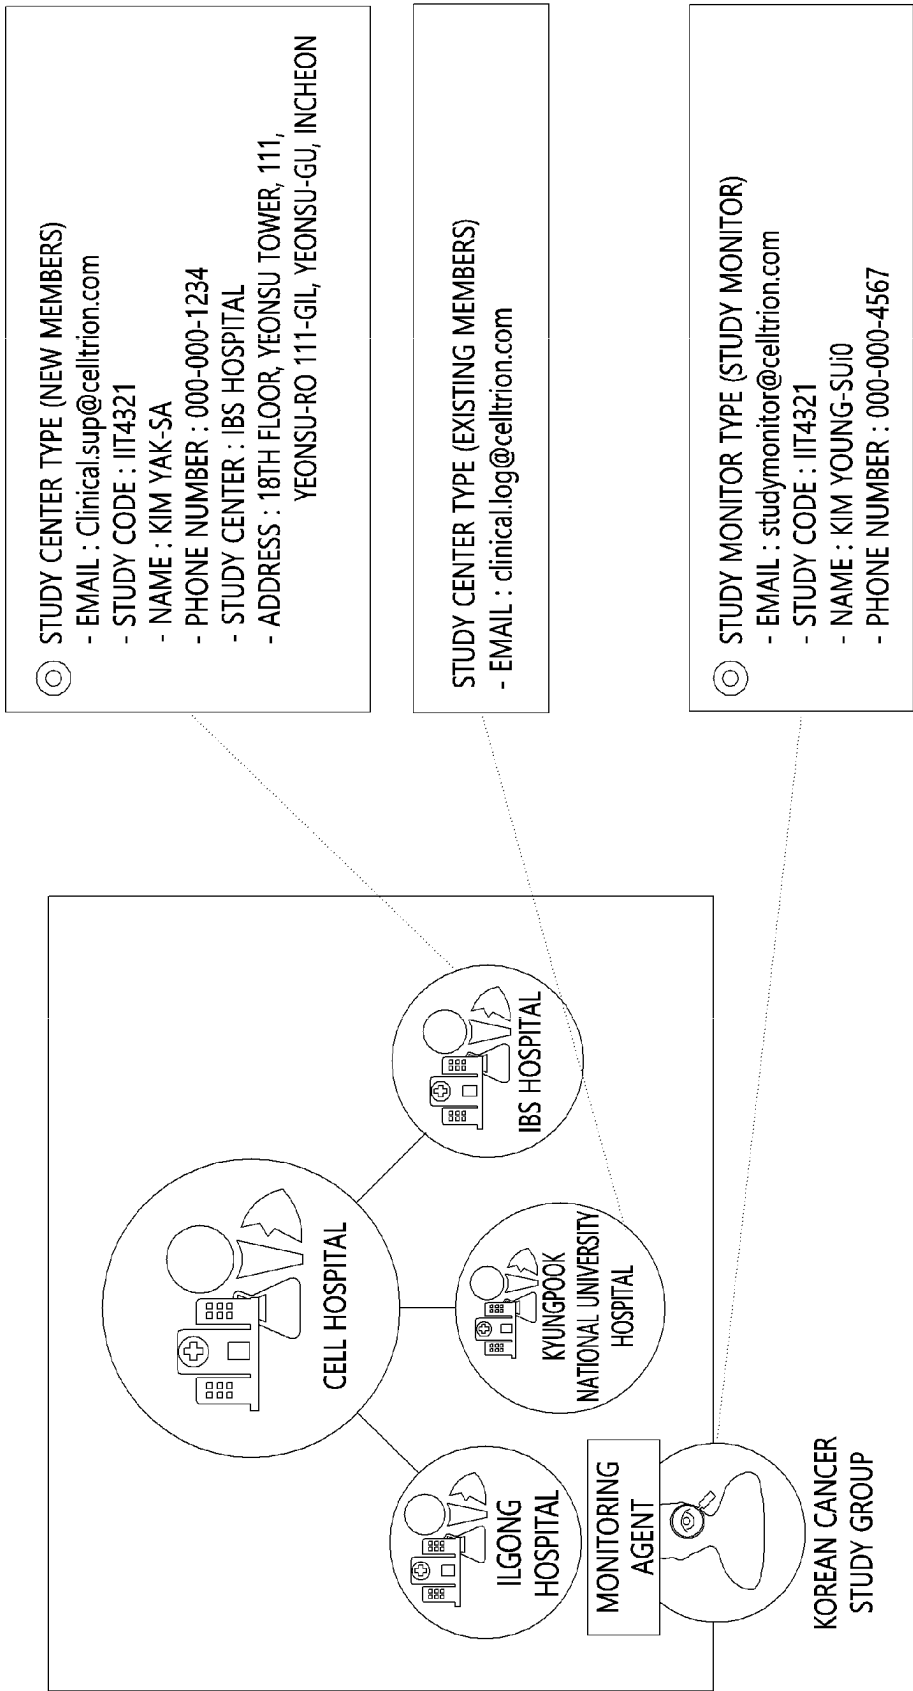 CELL HOSPITAL
ILGONG
HOSPITAL
KYUNGPOOK
NATIONAL UNIVERSITY
HOSPITAL
IBS HOSPITAL
MONITORING
AGENT
KOREAN CANCER
STUDY GROUP
STUDY CENTER TYPE (NEW MEMBERS)
- EMAIL : Clinical.sup@celltrion.com
- STUDY CODE : IIT4321
- NAME : KIM YAK-SA
- PHONE NUMBER : 000-000-1234
- STUDY CENTER : IBS HOSPITAL
- ADDRESS : 18TH FLOOR, YEONSU TOWER, 111,
YEONSU-RO 111-GIL, YEONSU-GU, INCHEON
STUDY CENTER TYPE (EXISTING MEMBERS)
- EMAIL : clinical.log@celltrion.com
STUDY MONITOR TYPE (STUDY MONITOR)
- EMAIL : studymonitor@celltrion.com
- STUDY CODE : IIT4321
- NAME : KIM YOUNG-SUi0
- PHONE NUMBER : 000-000-4567